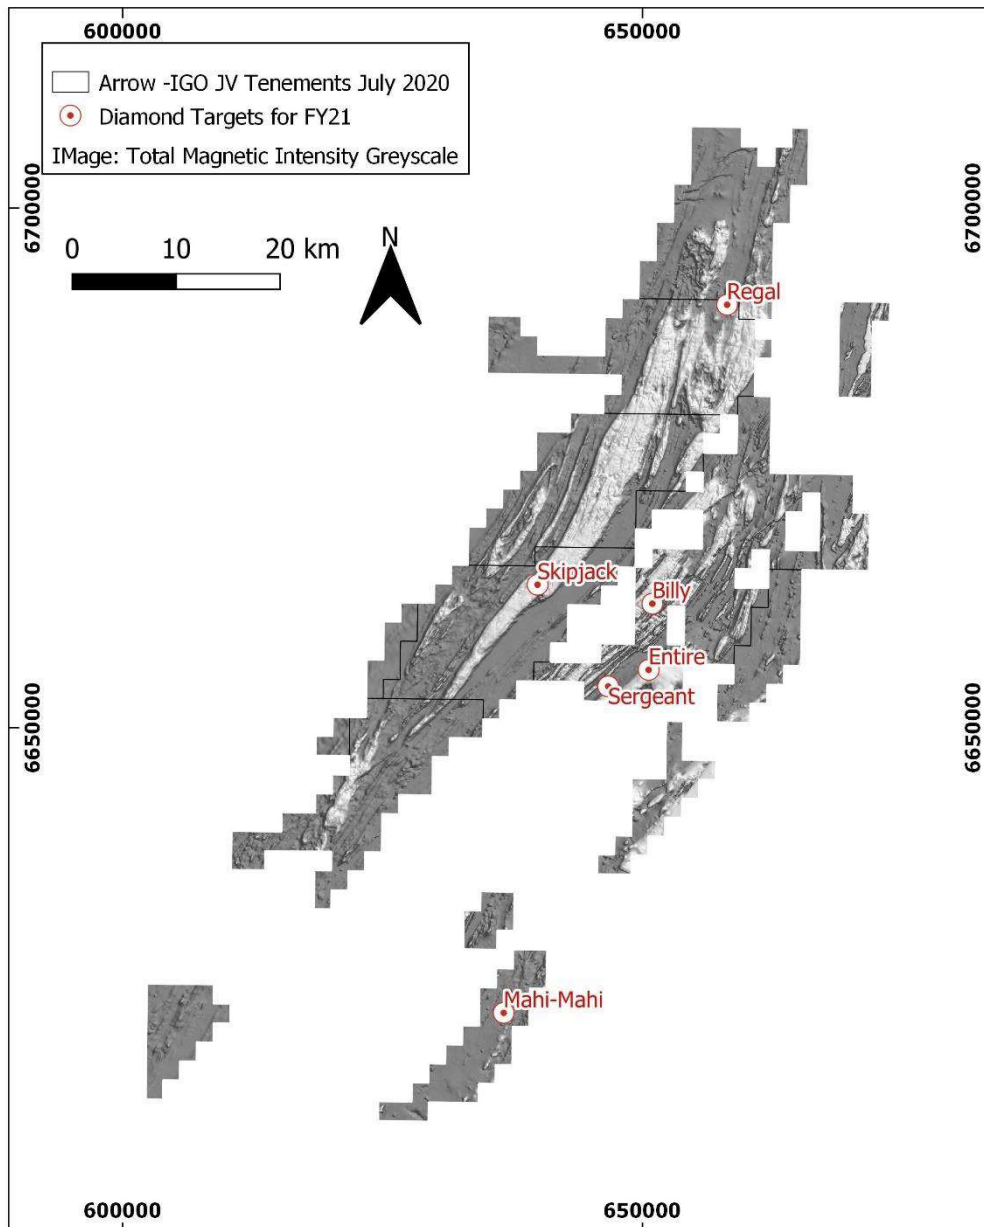 600000
650000
Arrow -IGO JV Tenements July 2020
Diamond Targets for FY21
IMage: Total Magnetic Intensity Greyscale
6700000
6700000
0 10 20 km
N
Regal
Skipjack
Billy
Entire
Sergeant
6650000
6650000
Mahi-Mahi
600000
650000